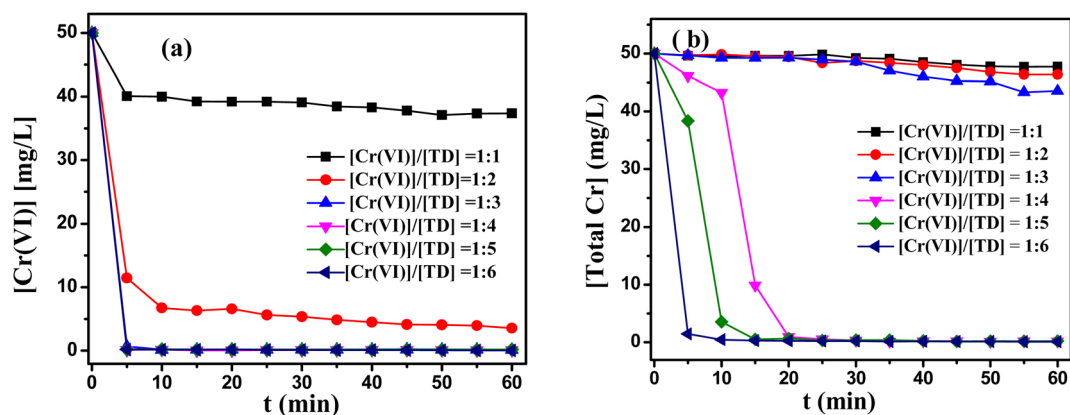 (a)
[Cr(VI)] [mg/L]
50
40
30
20
10
0
[Cr(VI)]/[TD] =1:1
[Cr(VI)]/[TD]=1:2
[Cr(VI)]/[TD] =1:3
[Cr(VI)]/[TD] =1:4
[Cr(VI)]/[TD] =1:5
[Cr(VI)]/[TD] =1:6
0 10 20 30 40 50 60
t (min)
( b)
[Total Cr] (mg/L)
50
40
30
20
10
0
[Cr(VI)]/[TD] =1:1
[Cr(VI)]/[TD] = 1:2
[Cr(VI)]/[TD] = 1:3
[Cr(VI)]/[TD] = 1:4
[Cr(VI)]/[TD] = 1:5
[Cr(VI)]/[TD] = 1:6
0 10 20 30 40 50 60
t (min)